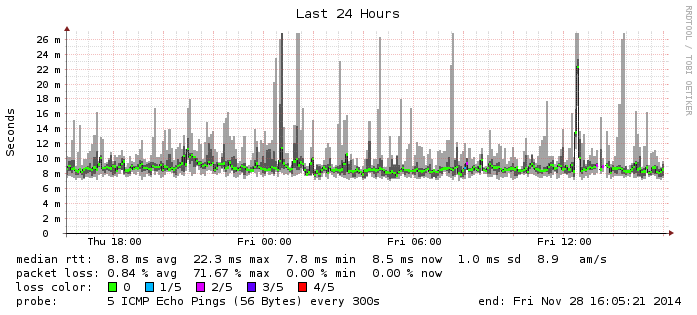 Last 24 Hours
RRDTOOL / TOBI OETIKER
Seconds
26 m
24 m
22 m
20 m
18 m
16 m
14 m
12 m
10 m
8 m
6 m
4 m
2 m
0
Thu 18:00 Fri 00:00 Fri 06:00 Fri 12:00
median rtt: 8.8 ms avg 22.3 ms max 7.8 ms min 8.5 ms now 1.0 ms sd 8.9 am/s
packet loss: 0.84 % avg 71.67 % max 0.00 % min 0.00 % now
loss color: 0 1/5 2/5 3/5 4/5
probe: 5 ICMP Echo Pings (56 Bytes) every 300s end: Fri Nov 28 16:05:21 2014